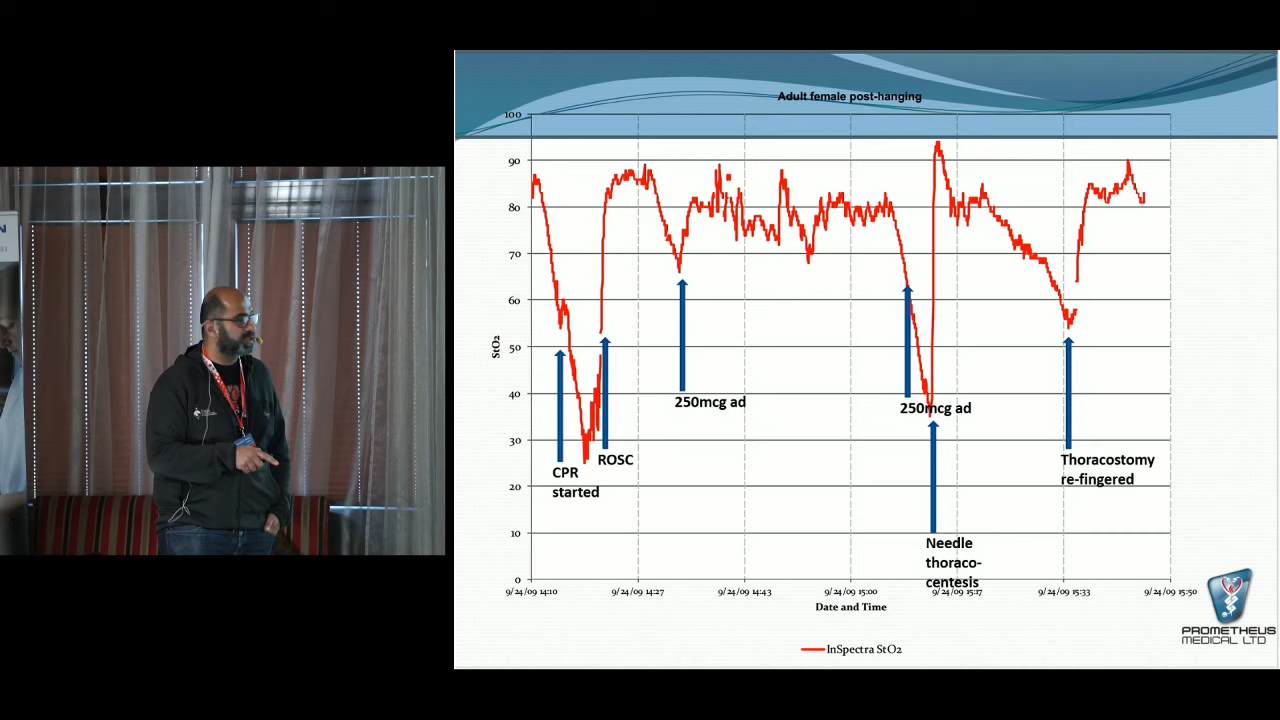 Adult female post-hanging
100
90
80
70
60
50
40
30
20
10
0
StO2
250mcg ad
250mcg ad
ROSC
CPR
started
Thoracostomy
re-fingered
Needle
thoraco-
centesis
9/24/09 14:10
9/24/09 14:27
9/24/09 14:43
9/24/09 15:00
9/24/09 15:17
9/24/09 15:33
9/24/09 15:50
Date and Time
InSpectra StO2
PROMETHEUS
MEDICAL LTD
N